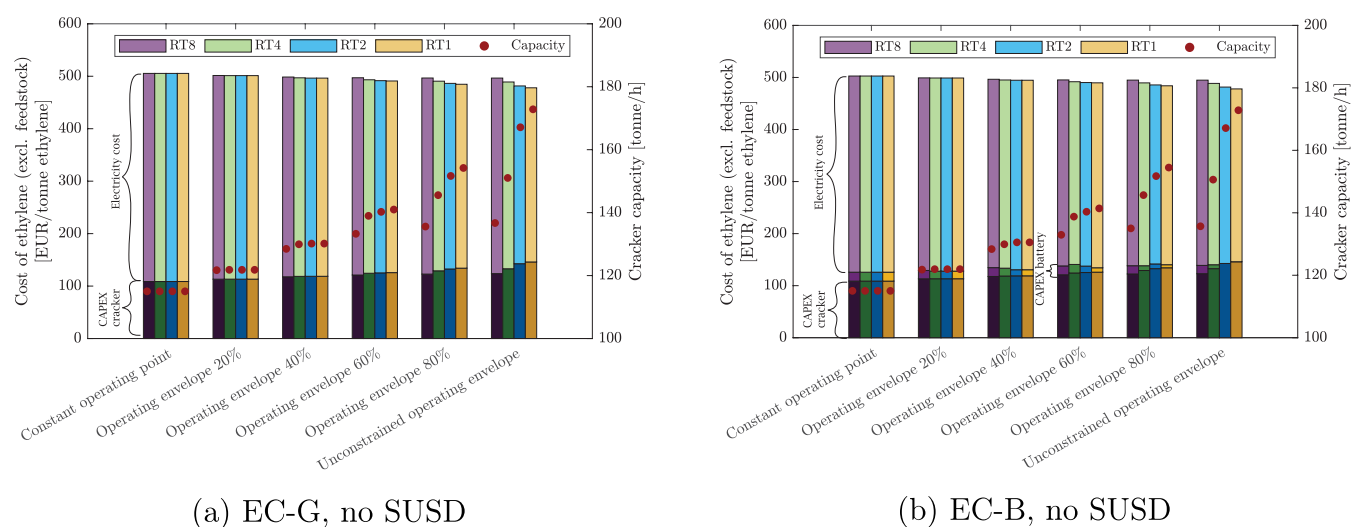 Cost of ethylene (excl. feedstock)
[EUR/tonne ethylene]
600
500
400
300
200
100
0
RT8 RT4 RT2 RT1 Capacity
Electricity cost
CAPEX
cracker
200
180
160
140
120
100
Cracker capacity [tonne/h]
Constant operating point
Operating envelope 20%
Operating envelope 40%
Operating envelope 60%
Operating envelope 80%
Unconstrained operating envelope
(a) EC-G, no SUSD
Cost of ethylene (excl. feedstock)
[EUR/tonne ethylene]
600
500
400
300
200
100
0
RT8 RT4 RT2 RT1 Capacity
Electricity cost
CAPEX
cracker
CAPEX battery
200
180
160
140
120
100
Cracker capacity [tonne/h]
Constant operating point
Operating envelope 20%
Operating envelope 40%
Operating envelope 60%
Operating envelope 80%
Unconstrained operating envelope
(b) EC-B, no SUSD